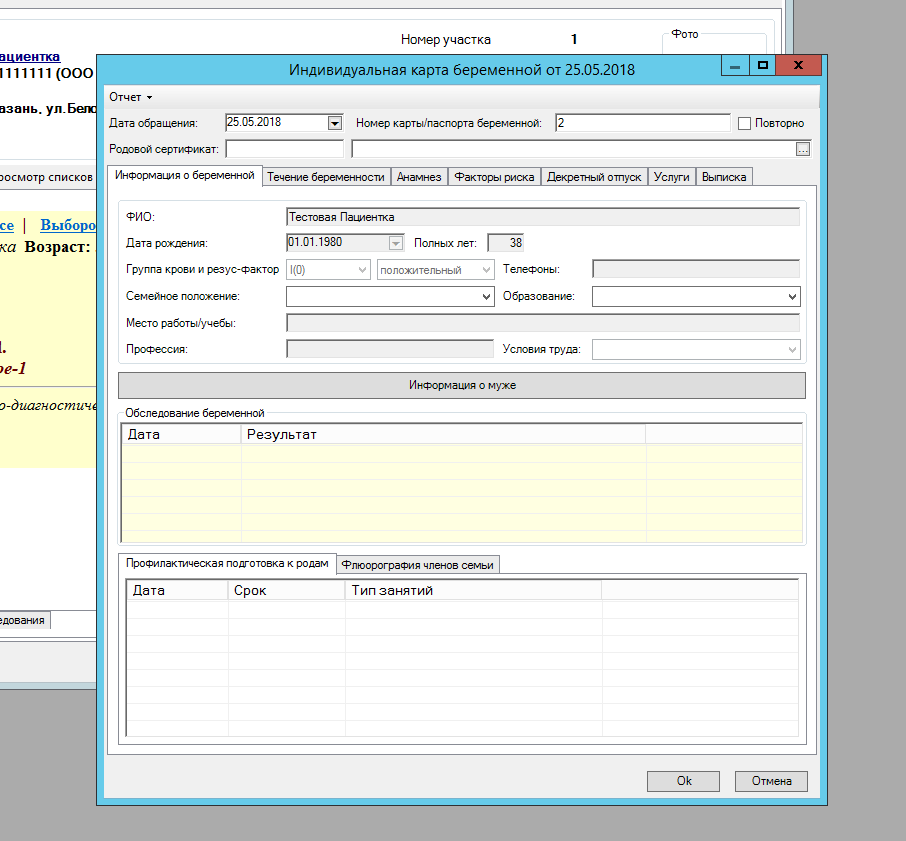 Номер участка 1 Фото
ациентка
1111111 (ООО
азань, ул.Бело
росмотр списков
се | Выборо
ка Возраст:
ре-1
о-диагностиче
едования
Индивидуальная карта беременной от 25.05.2018
Отчет
Дата обращения: 25.05.2018 Номер карты/паспорта беременной: 2 Повторно
Родовой сертификат: ...
Информация о беременной Течение беременности Анамнез Факторы риска Декретный отпуск Услуги Выписка
ФИО: Тестовая Пациентка
Дата рождения: 01.01.1980 Полных лет: 38
Группа крови и резус-фактор I(0) положительный Телефоны:
Семейное положение: Образование:
Место работы/учебы:
Профессия: Условия труда:
Информация о муже
Обследование беременной
Дата Результат
Профилактическая подготовка к родам Флюорография членов семьи
Дата Срок Тип занятий
Ok Отмена